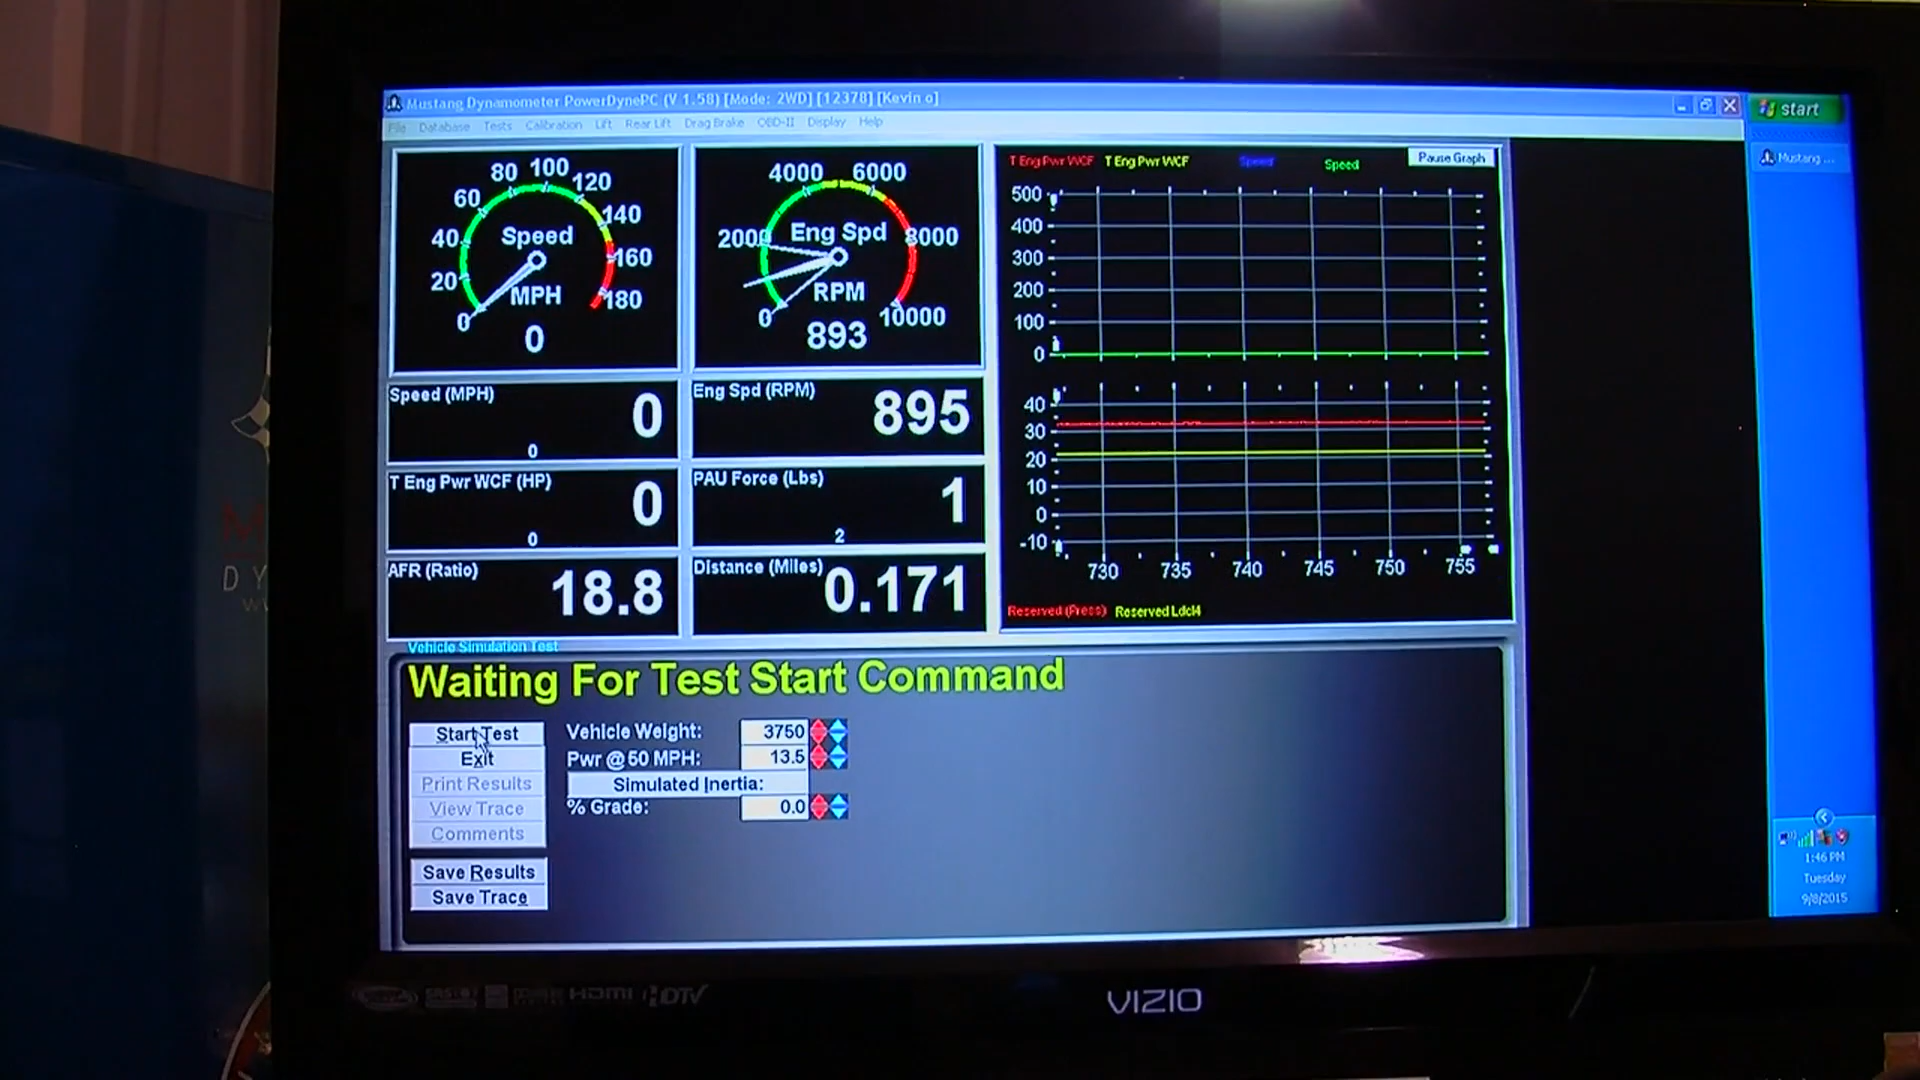 Mustang Dynamometer PowerDynePC (V 1.58) [Mode: 2WD] [12378] [Kevin o]
File Database Tests Calibration Lift Rear Lift Drag Brake OBD-II Display Help
start
Mustang ...
0 20 40 60 80 100 120 140 160 180
Speed
MPH
0
0 2000 4000 6000 8000 10000
Eng Spd
RPM
893
Speed (MPH) 0
0
Eng Spd (RPM) 895
T Eng Pwr WCF (HP) 0
0
PAU Force (Lbs) 1
2
AFR (Ratio) 18.8
Distance (Miles) 0.171
T Eng Pwr WCF T Eng Pwr WCF Speed Speed Pause Graph
500
400
300
200
100
0
40
30
20
10
0
-10
730 735 740 745 750 755
Reserved (Press) Reserved Ldcl4
Vehicle Simulation Test
Waiting For Test Start Command
Start Test
Exit
Print Results
View Trace
Comments
Save Results
Save Trace
Vehicle Weight: 3750
Pwr @50 MPH: 13.5
Simulated Inertia:
% Grade: 0.0
1:46 PM
Tuesday
9/8/2015
HDMI HDTV
VIZIO